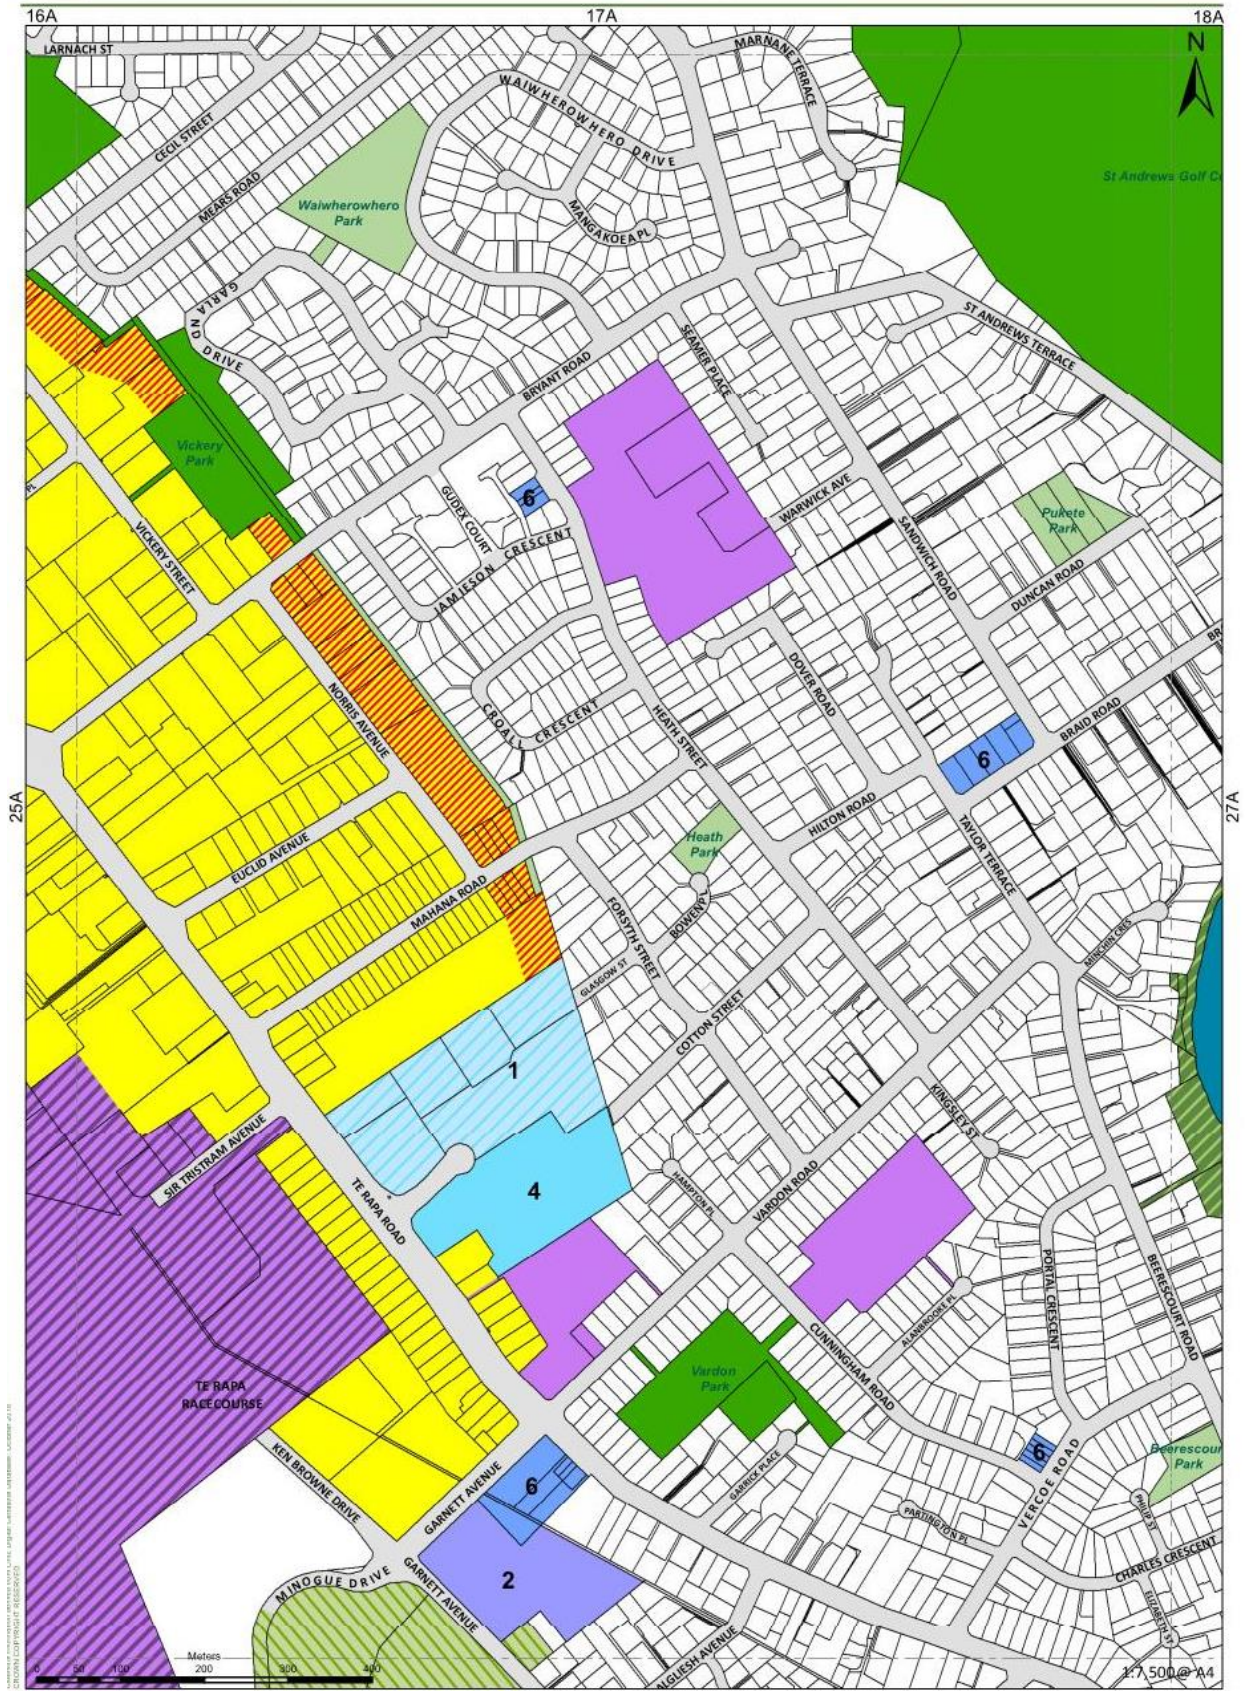 16A
17A
18A
LARNACH ST
MARNANE TERRACE
N
WAIWHEROWHERO DRIVE
CECIL STREET
MEARS ROAD
St Andrews Golf C
Waiwherowhero
Park
MANGAKOEA PL
GARLAND DRIVE
ST ANDREWS TERRACE
SEAMER PLACE
BRYANT ROAD
Vickery
Park
PL
GUDEX COURT
6
WARWICK AVE
Pukete
Park
VICKERY STREET
JAMIESON CRESCENT
SANDWICH ROAD
DUNCAN ROAD
BR
NORRIS AVENUE
DOVER ROAD
CROALL CRESCENT
HEATH STREET
BRAID ROAD
6
25A
27A
EUCLID AVENUE
Heath
Park
HILTON ROAD
TAYLOR TERRACE
MAHANA ROAD
FORSYTH STREET
BOWEN PL
MINCHIN CRES
GLASGOW ST
COTTON STREET
1
KINGSLEY ST
SIR TRISTRAM AVENUE
TE RAPA ROAD
4
HAMPTON PL
VARDON ROAD
PORTAL CRESCENT
BEERESCOURT ROAD
ALANBROOKE PL
CUNNINGHAM ROAD
Vardon
Park
TE RAPA
RACECOURSE
KEN BROWNE DRIVE
GARNETT AVENUE
6
GARRICK PLACE
6
VERCOE ROAD
Beerescour
Park
PARTINGTON PL
PHILIP ST
CHARLES CRESCENT
MINOGUE DRIVE
GARNETT AVENUE
2
ELIZABETH ST
ALGLIESH AVENUE
Meters
0 50 100 200 300 400
1:7,500 @ A4
CROWN COPYRIGHT RESERVED